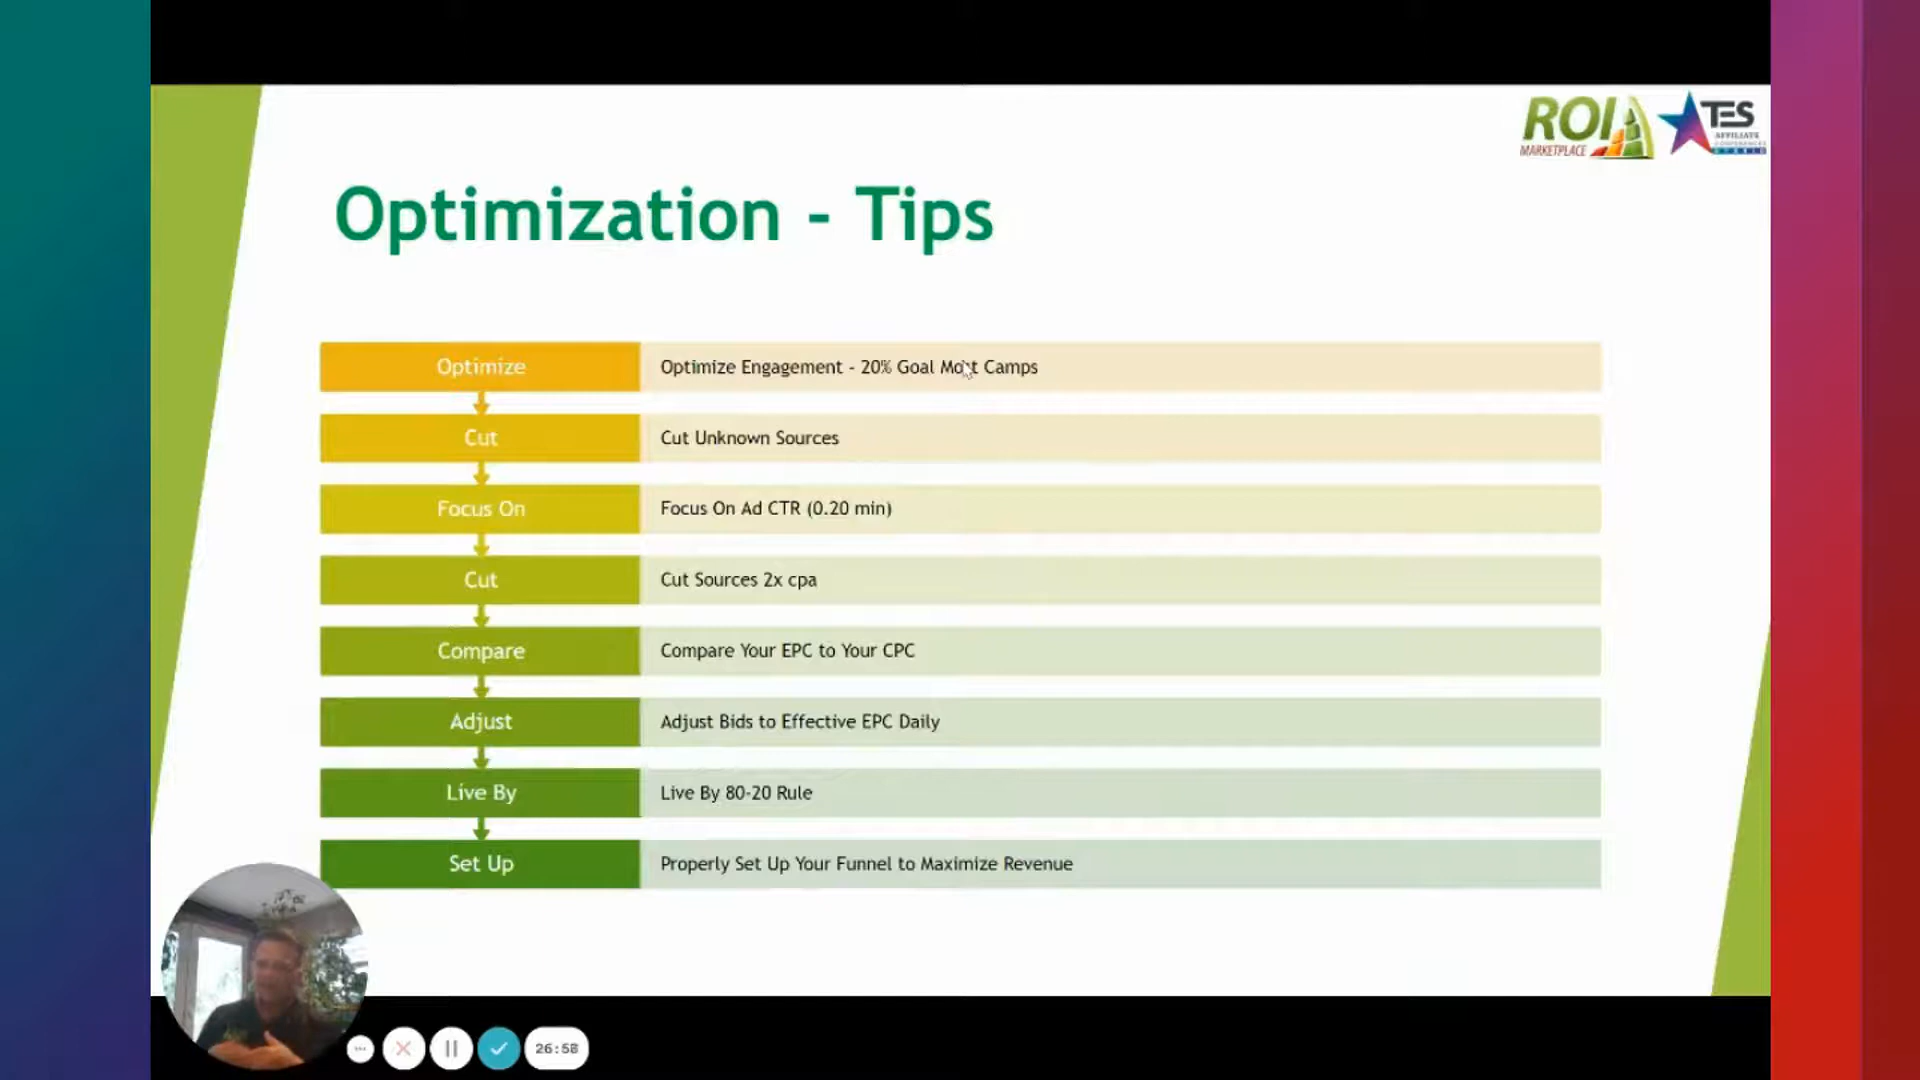 ROI
MARKETPLACE
TES
AFFILIATE
CONFERENCES
Optimization - Tips
Optimize
Optimize Engagement - 20% Goal Most Camps
Cut
Cut Unknown Sources
Focus On
Focus On Ad CTR (0.20 min)
Cut
Cut Sources 2x cpa
Compare
Compare Your EPC to Your CPC
Adjust
Adjust Bids to Effective EPC Daily
Live By
Live By 80-20 Rule
Set Up
Properly Set Up Your Funnel to Maximize Revenue
26:58